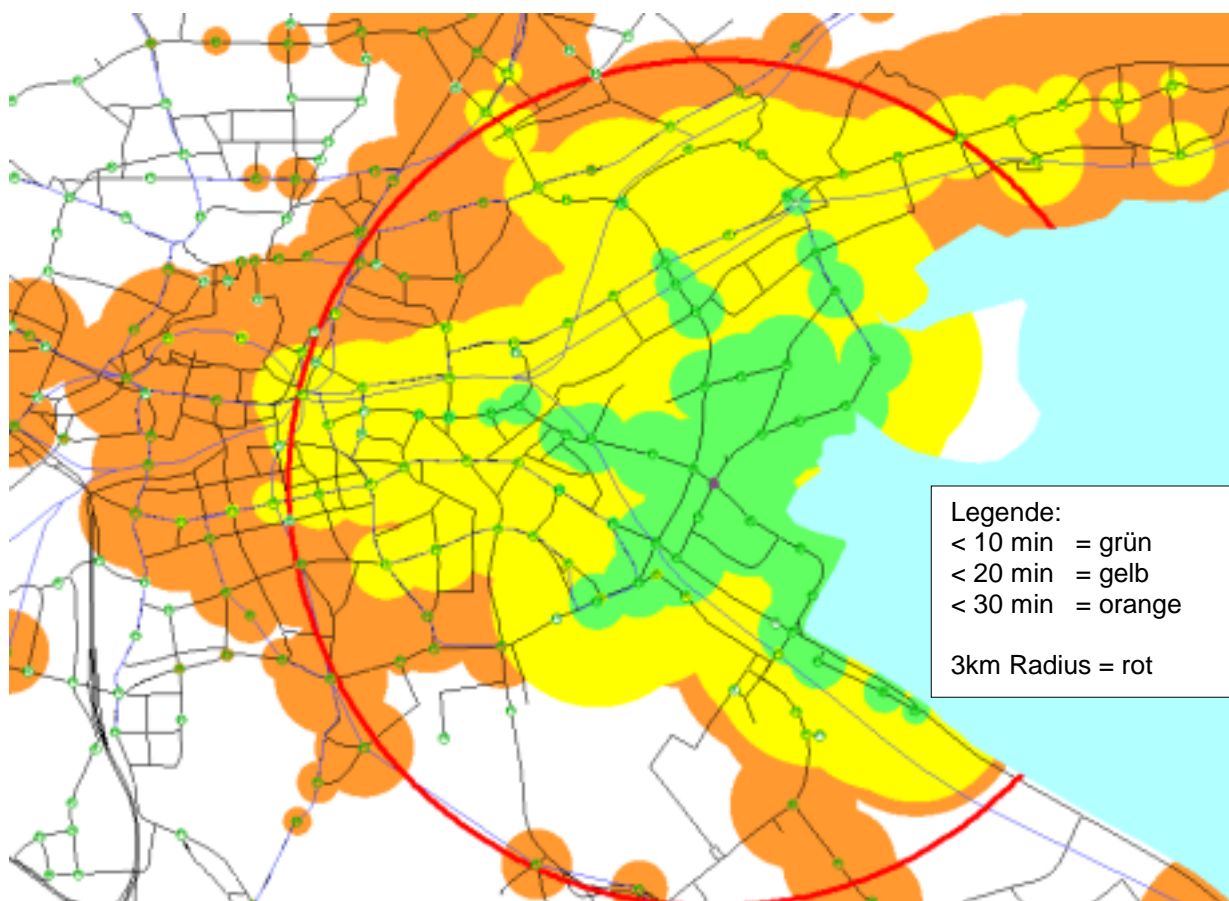 Legende:
< 10 min = grün
< 20 min = gelb
< 30 min = orange
3km Radius = rot